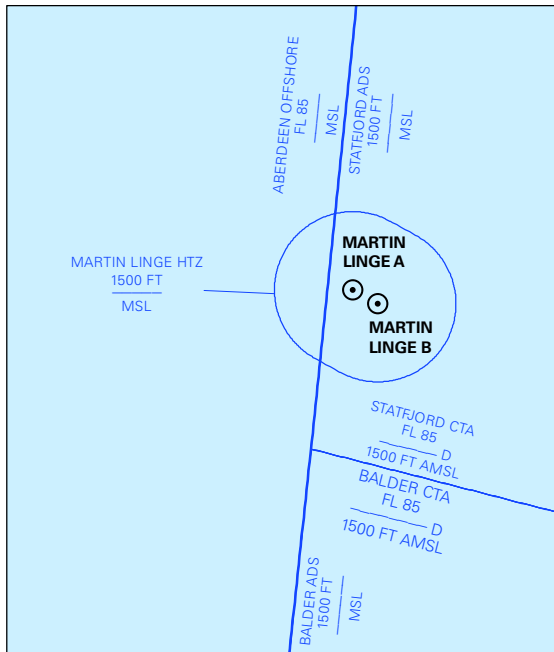 ABERDEEN OFFSHORE
FL 85
MSL
STATFJORD ADS
1500 FT
MSL
MARTIN LINGE HTZ
1500 FT
MSL
MARTIN
LINGE A
MARTIN
LINGE B
STATFJORD CTA
FL 85
D
1500 FT AMSL
BALDER CTA
FL 85
D
1500 FT AMSL
BALDER ADS
1500 FT
MSL